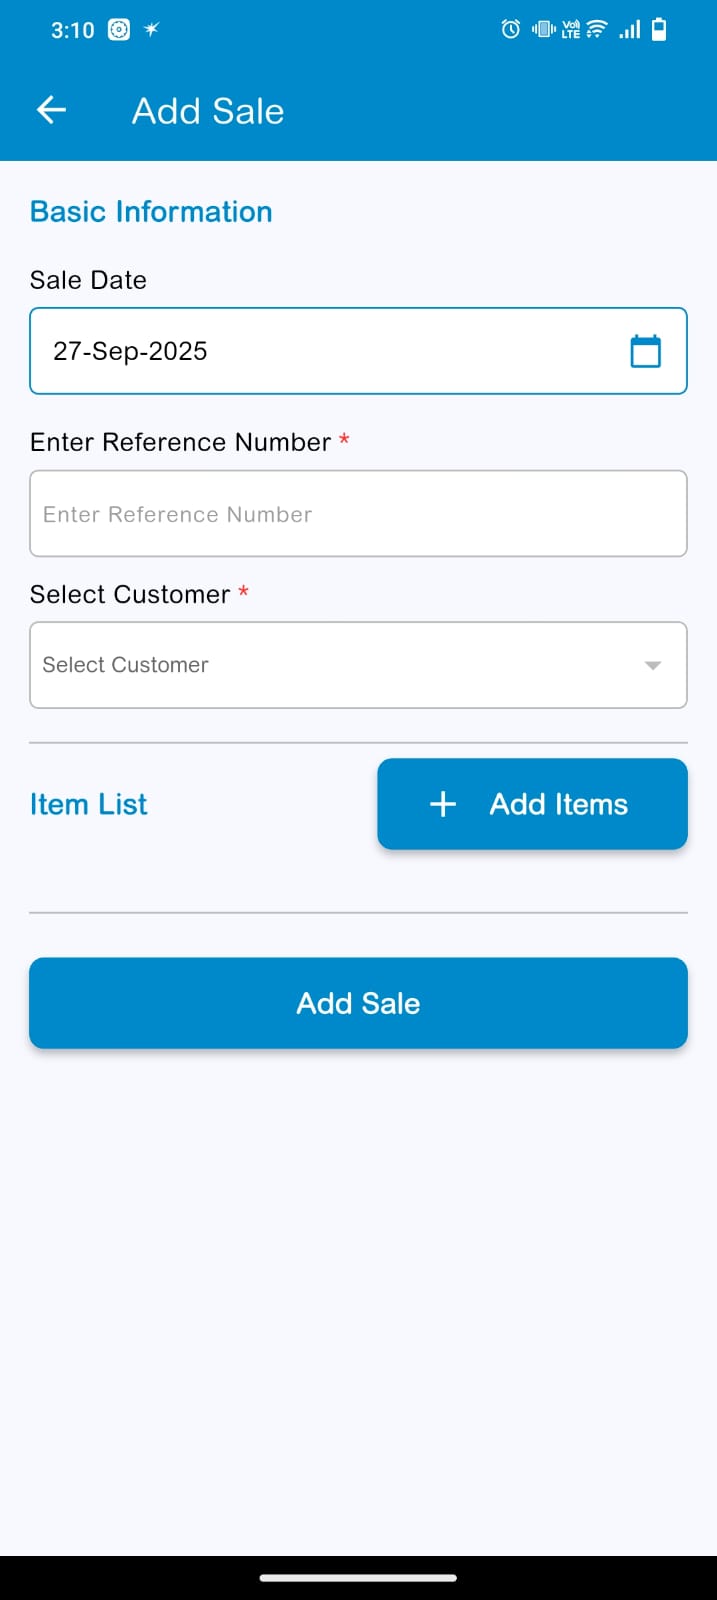 3:10
Vo))
LTE
Add Sale
Basic Information
Sale Date
27-Sep-2025
Enter Reference Number *
Enter Reference Number
Select Customer *
Select Customer
Item List
+ Add Items
Add Sale